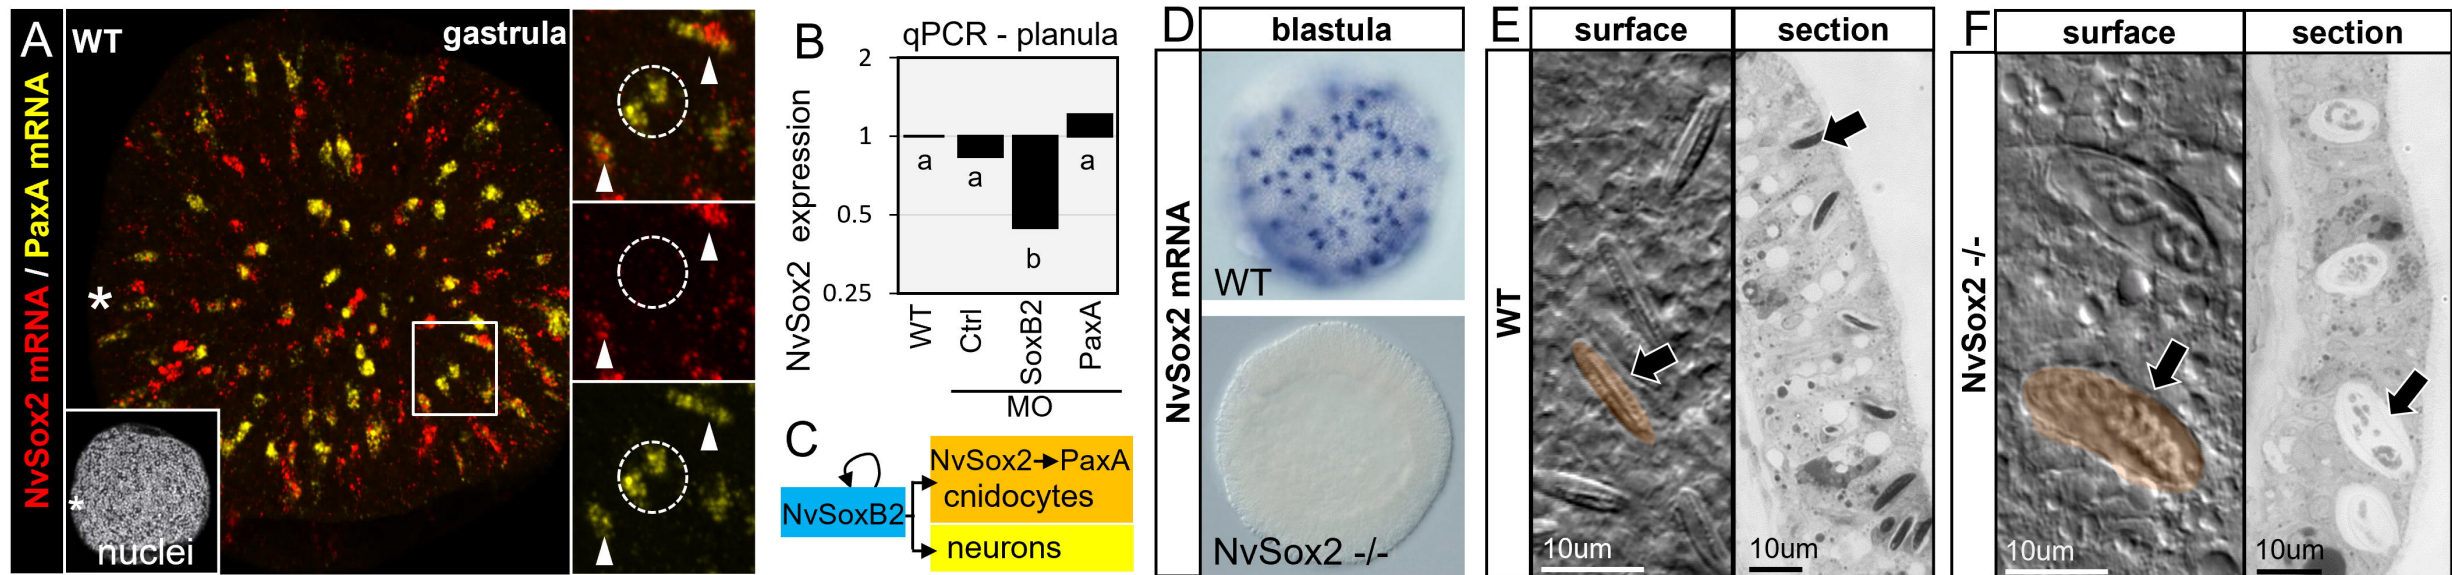 A
WT
gastrula
NvSox2 mRNA / PaxA mRNA
*
*
nuclei
B
qPCR - planula
NvSox2 expression
2
1
0.5
0.25
a
a
b
a
WT
Ctrl
SoxB2
PaxA
MO
C
NvSoxB2
NvSox2→PaxA
cnidocytes
neurons
D
blastula
NvSox2 mRNA
WT
NvSox2 -/-
E
surface
section
WT
10um
10um
F
surface
section
NvSox2 -/-
10um
10um